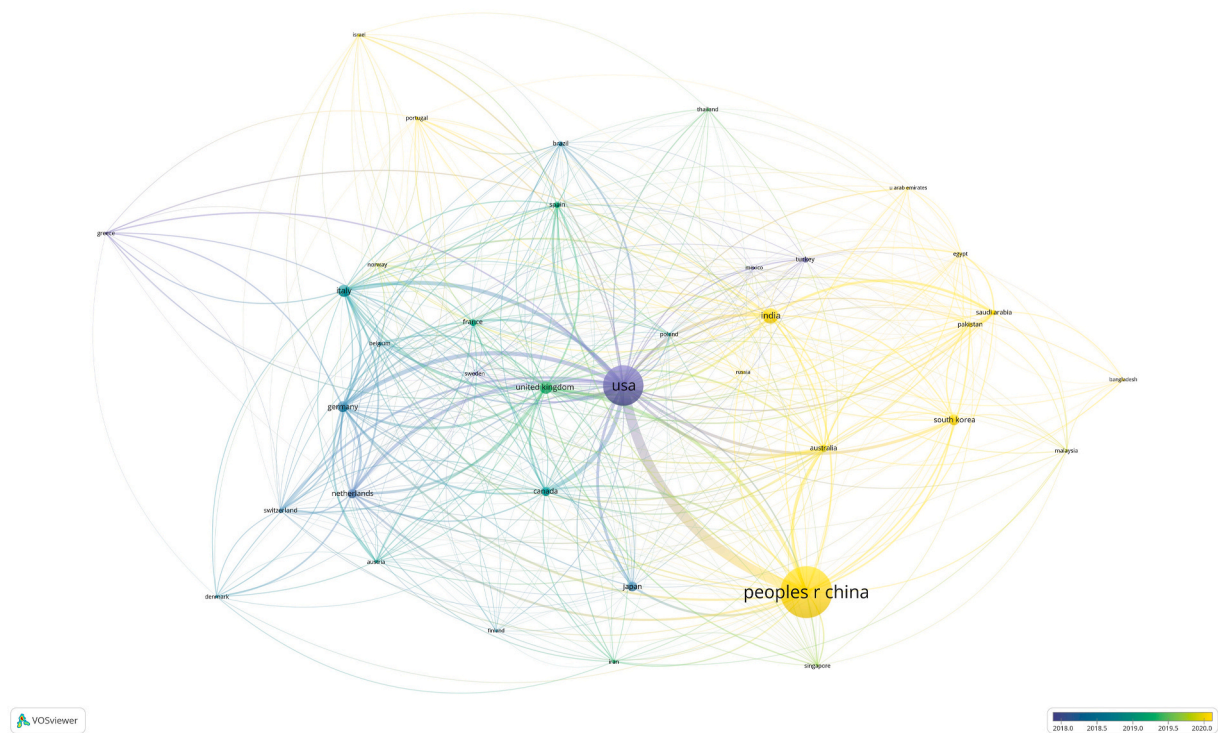 israel
thailand
portugal
brazil
u arab emirates
spain
greece
egypt
turkey
norway
mexico
italy
saudi arabia
india
france
pakistan
poland
belgium
russia
sweden
bangladesh
usa
united kingdom
germany
south korea
australia
malaysia
canada
netherlands
switzerland
austria
japan
peoples r china
denmark
finland
iran
singapore
VOSviewer
2018.0 2018.5 2019.0 2019.5 2020.0